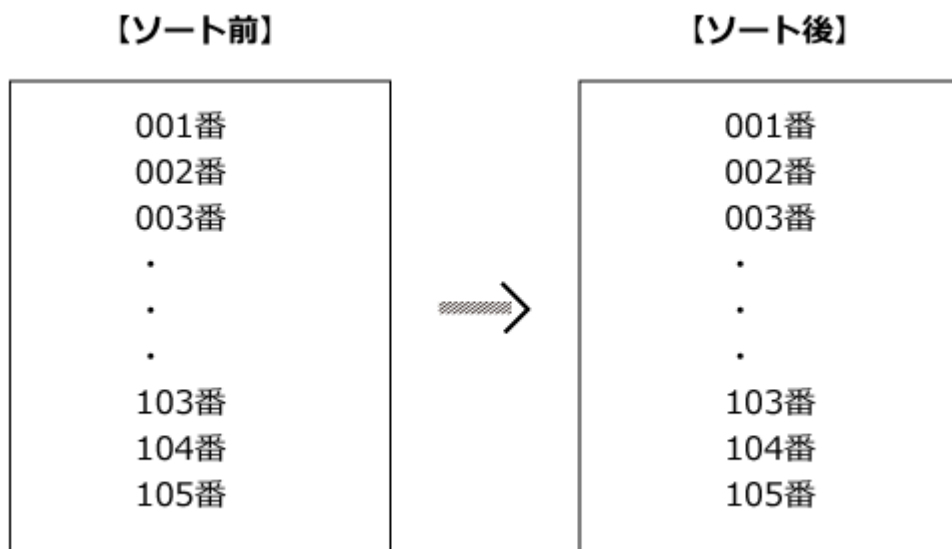 【ソート前】
001番
002番
003番
・
・
・
103番
104番
105番
【ソート後】
001番
002番
003番
・
・
・
103番
104番
105番